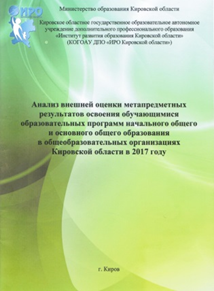 ИРО
Министерство образования Кировской области
Кировское областное государственное образовательное автономное
учреждение дополнительного профессионального образования
«Институт развития образования Кировской области»
(КОГОАУ ДПО «ИРО Кировской области»)
Анализ внешней оценки метапредметных
результатов освоения обучающимися
образовательных программ начального общего
и основного общего образования
в общеобразовательных организациях
Кировской области в 2017 году
г. Киров